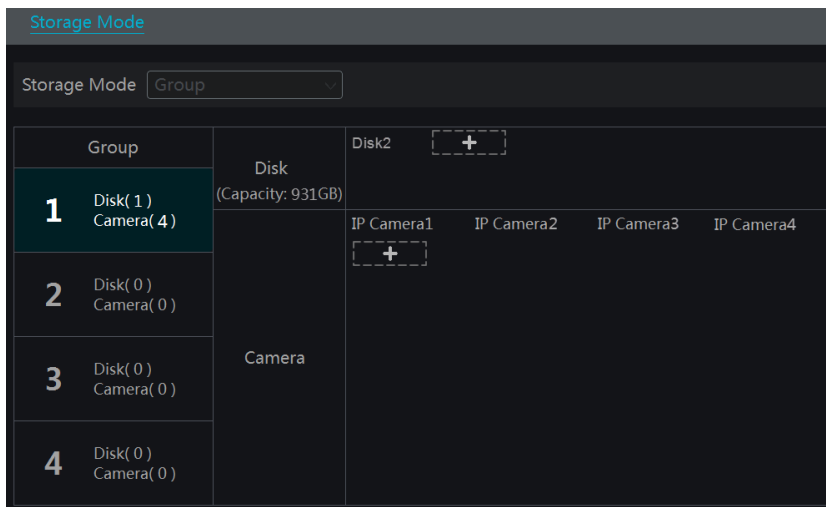 Storage Mode
Storage Mode Group
Group
1
Disk( 1 )
Camera( 4 )
2
Disk( 0 )
Camera( 0 )
3
Disk( 0 )
Camera( 0 )
4
Disk( 0 )
Camera( 0 )
Disk
(Capacity: 931GB)
Disk2 +
Camera
IP Camera1 IP Camera2 IP Camera3 IP Camera4
+